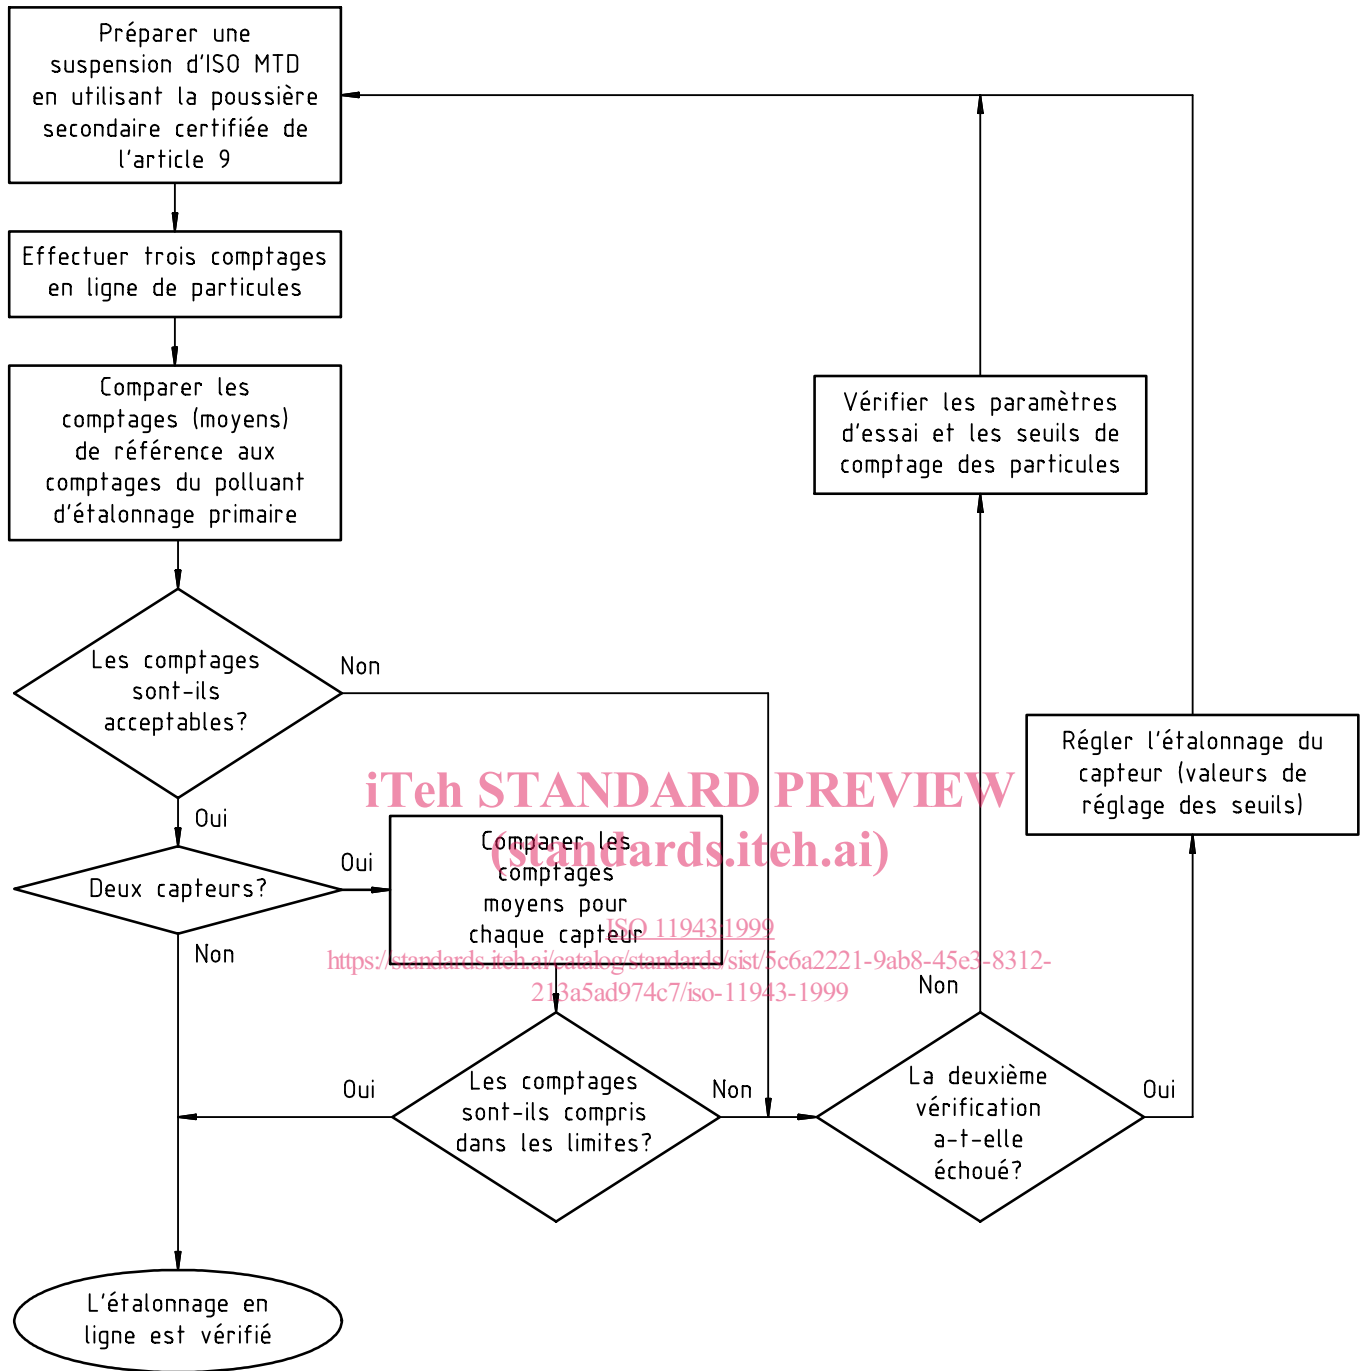 Préparer une
suspension d'ISO MTD
en utilisant la poussière
secondaire certifiée de
l'article 9
Effectuer trois comptages
en ligne de particules
Comparer les
comptages (moyens)
de référence aux
comptages du polluant
d'étalonnage primaire
Vérifier les paramètres
d'essai et les seuils de
comptage des particules
Les comptages
sont-ils
acceptables?
Non
Régler l'étalonnage du
capteur (valeurs de
réglage des seuils)
iTeh STANDARD PREVIEW
(standards.iteh.ai)
Oui
Deux capteurs?
Oui
Comparer les
comptages
moyens pour
chaque capteur
Non
ISO 11943:1999
https://standards.iteh.ai/catalog/standards/sist/5c6a2221-9ab8-45e3-8312-
213a5ad974c7/iso-11943-1999
Non
Oui
Les comptages
sont-ils compris
dans les limites?
Non
La deuxième
vérification
a-t-elle
échoué?
Oui
L'étalonnage en
ligne est vérifié